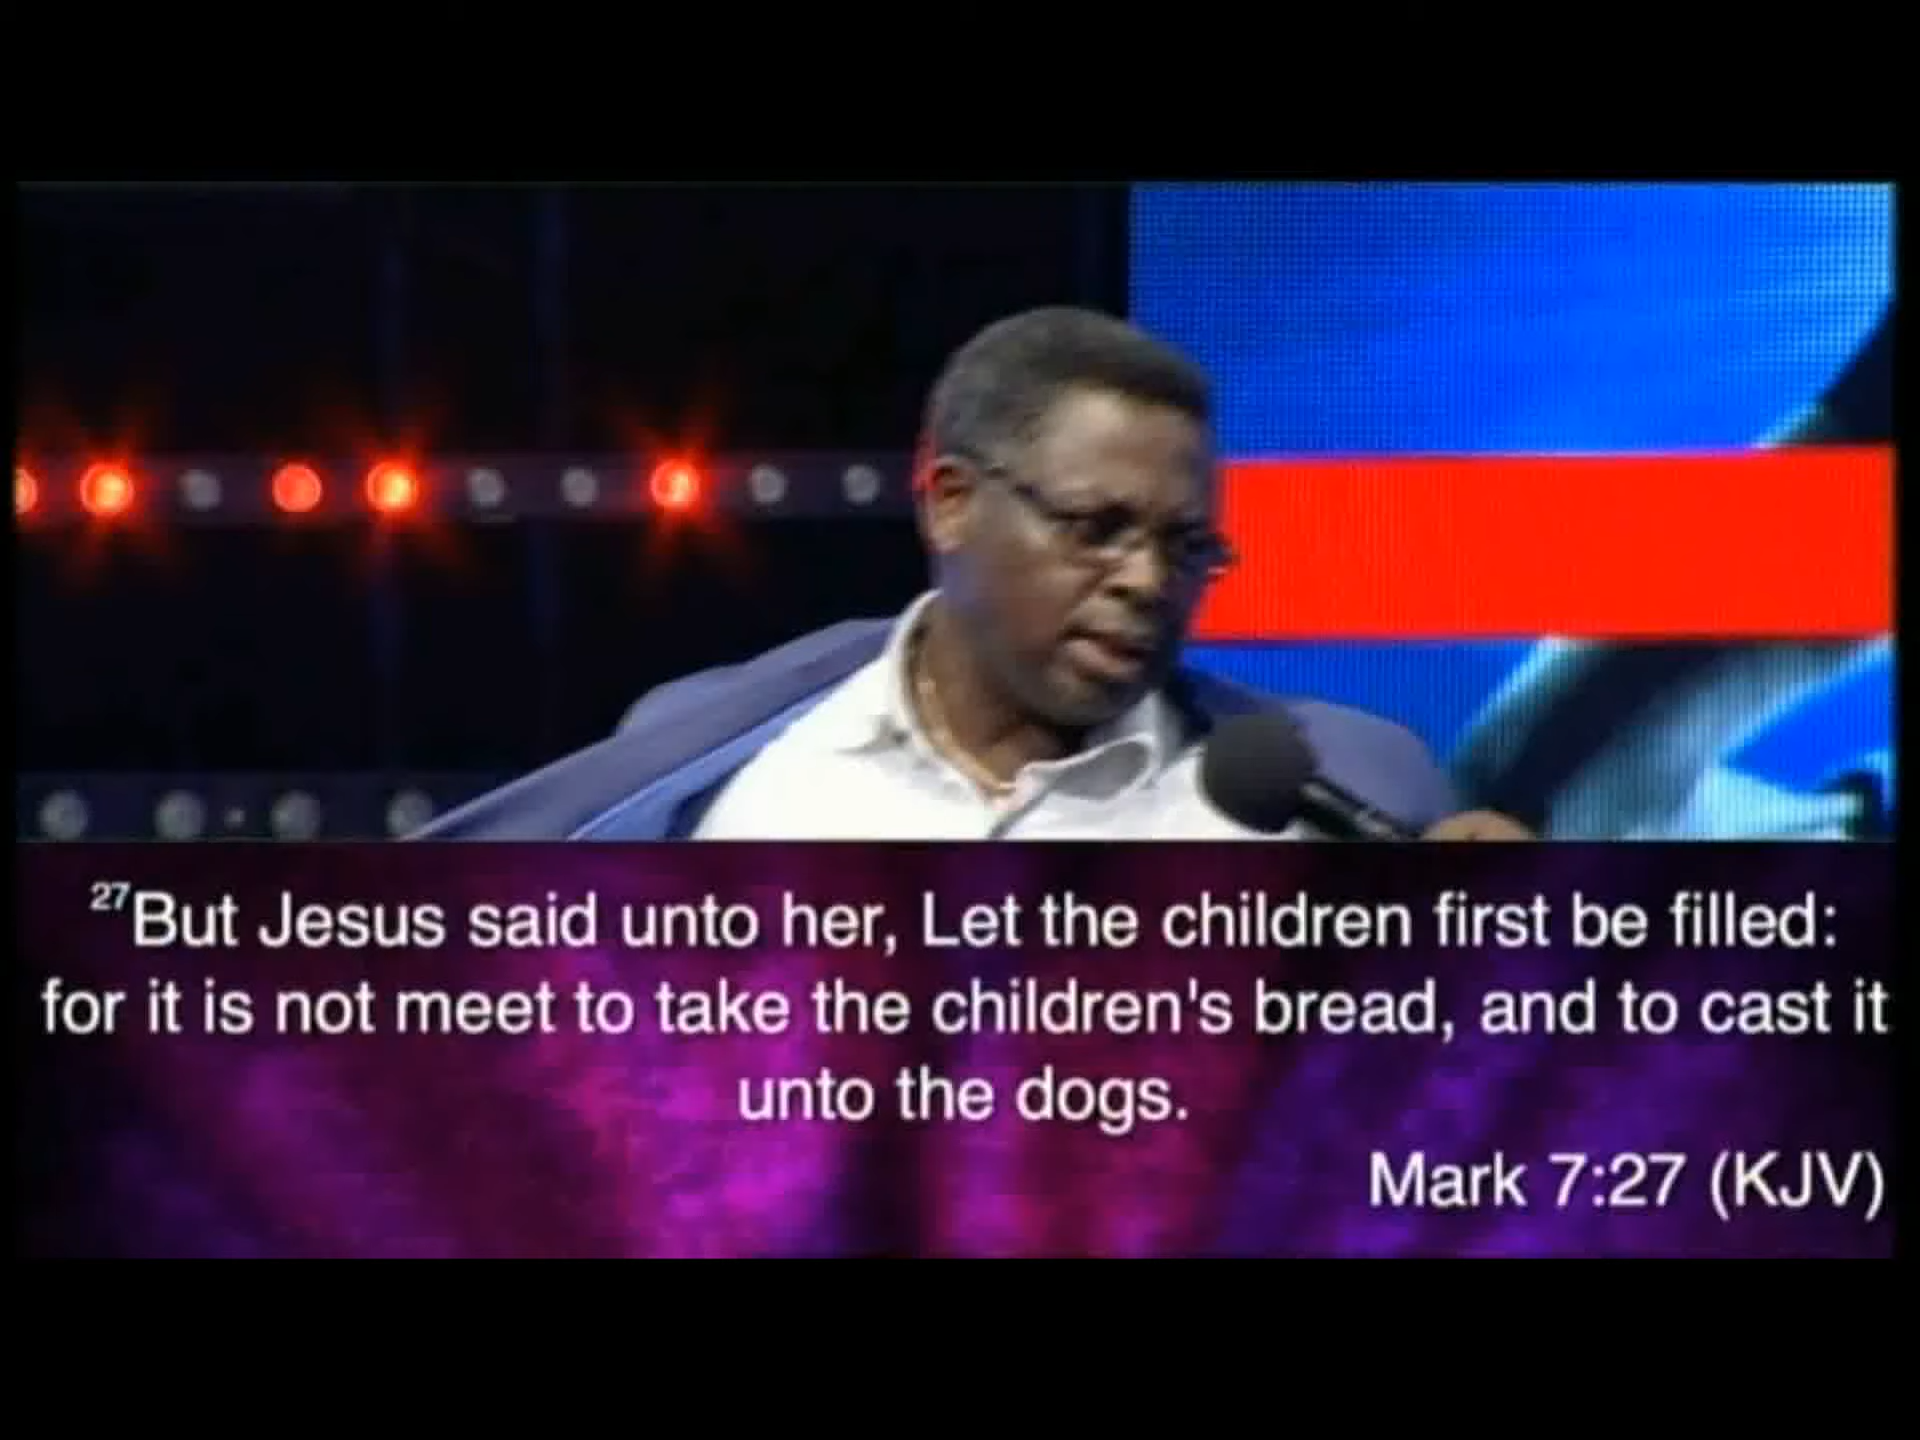 27But Jesus said unto her, Let the children first be filled:
for it is not meet to take the children's bread, and to cast it
unto the dogs.
Mark 7:27 (KJV)